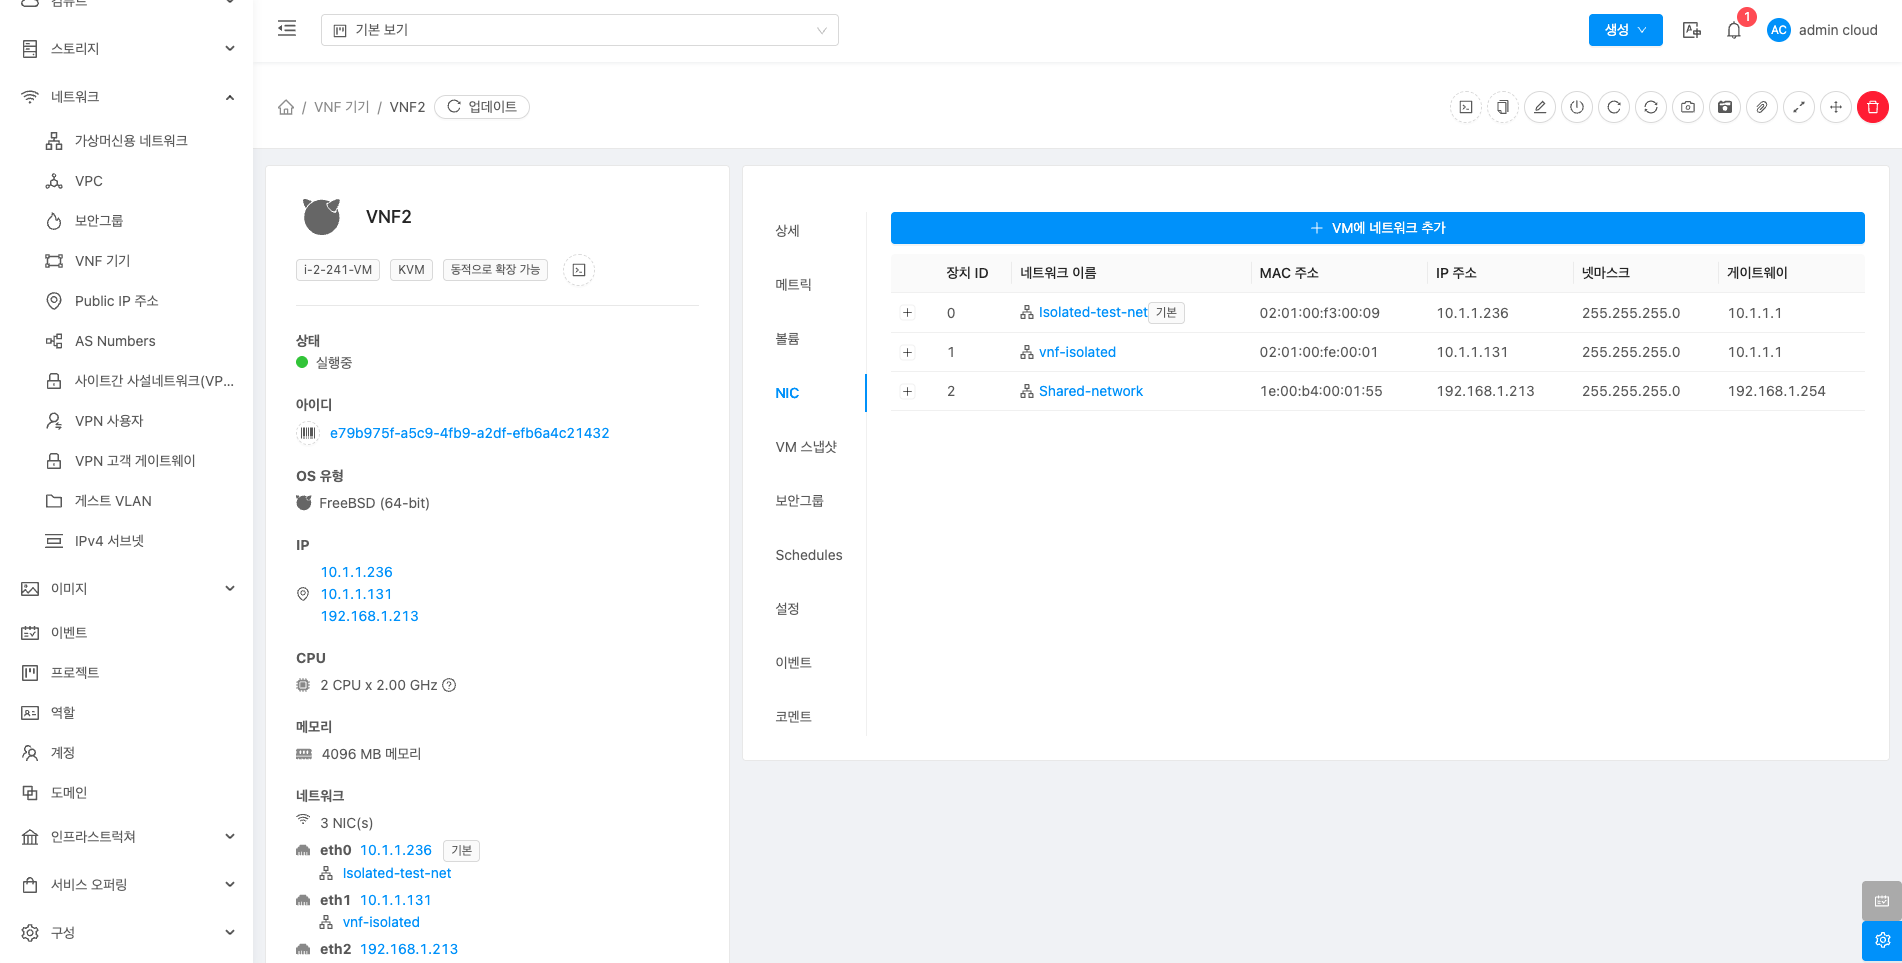 컴퓨트
스토리지
네트워크
가상머신용 네트워크
VPC
보안그룹
VNF 기기
Public IP 주소
AS Numbers
사이트간 사설네트워크(VP...
VPN 사용자
VPN 고객 게이트웨이
게스트 VLAN
IPv4 서브넷
이미지
이벤트
프로젝트
역할
계정
도메인
인프라스트럭쳐
서비스 오퍼링
구성
기본 보기
생성
1
AC admin cloud
/ VNF 기기 / VNF2 업데이트
VNF2
i-2-241-VM KVM 동적으로 확장 가능
상태
실행중
아이디
e79b975f-a5c9-4fb9-a2df-efb6a4c21432
OS 유형
FreeBSD (64-bit)
IP
10.1.1.236
10.1.1.131
192.168.1.213
CPU
2 CPU x 2.00 GHz
메모리
4096 MB 메모리
네트워크
3 NIC(s)
eth0 10.1.1.236 기본
Isolated-test-net
eth1 10.1.1.131
vnf-isolated
eth2 192.168.1.213
상세
메트릭
볼륨
NIC
VM 스냅샷
보안그룹
Schedules
설정
이벤트
코멘트
VM에 네트워크 추가
장치 ID 네트워크 이름 MAC 주소 IP 주소 넷마스크 게이트웨이
0 Isolated-test-net 기본 02:01:00:f3:00:09 10.1.1.236 255.255.255.0 10.1.1.1
1 vnf-isolated 02:01:00:fe:00:01 10.1.1.131 255.255.255.0 10.1.1.1
2 Shared-network 1e:00:b4:00:01:55 192.168.1.213 255.255.255.0 192.168.1.254